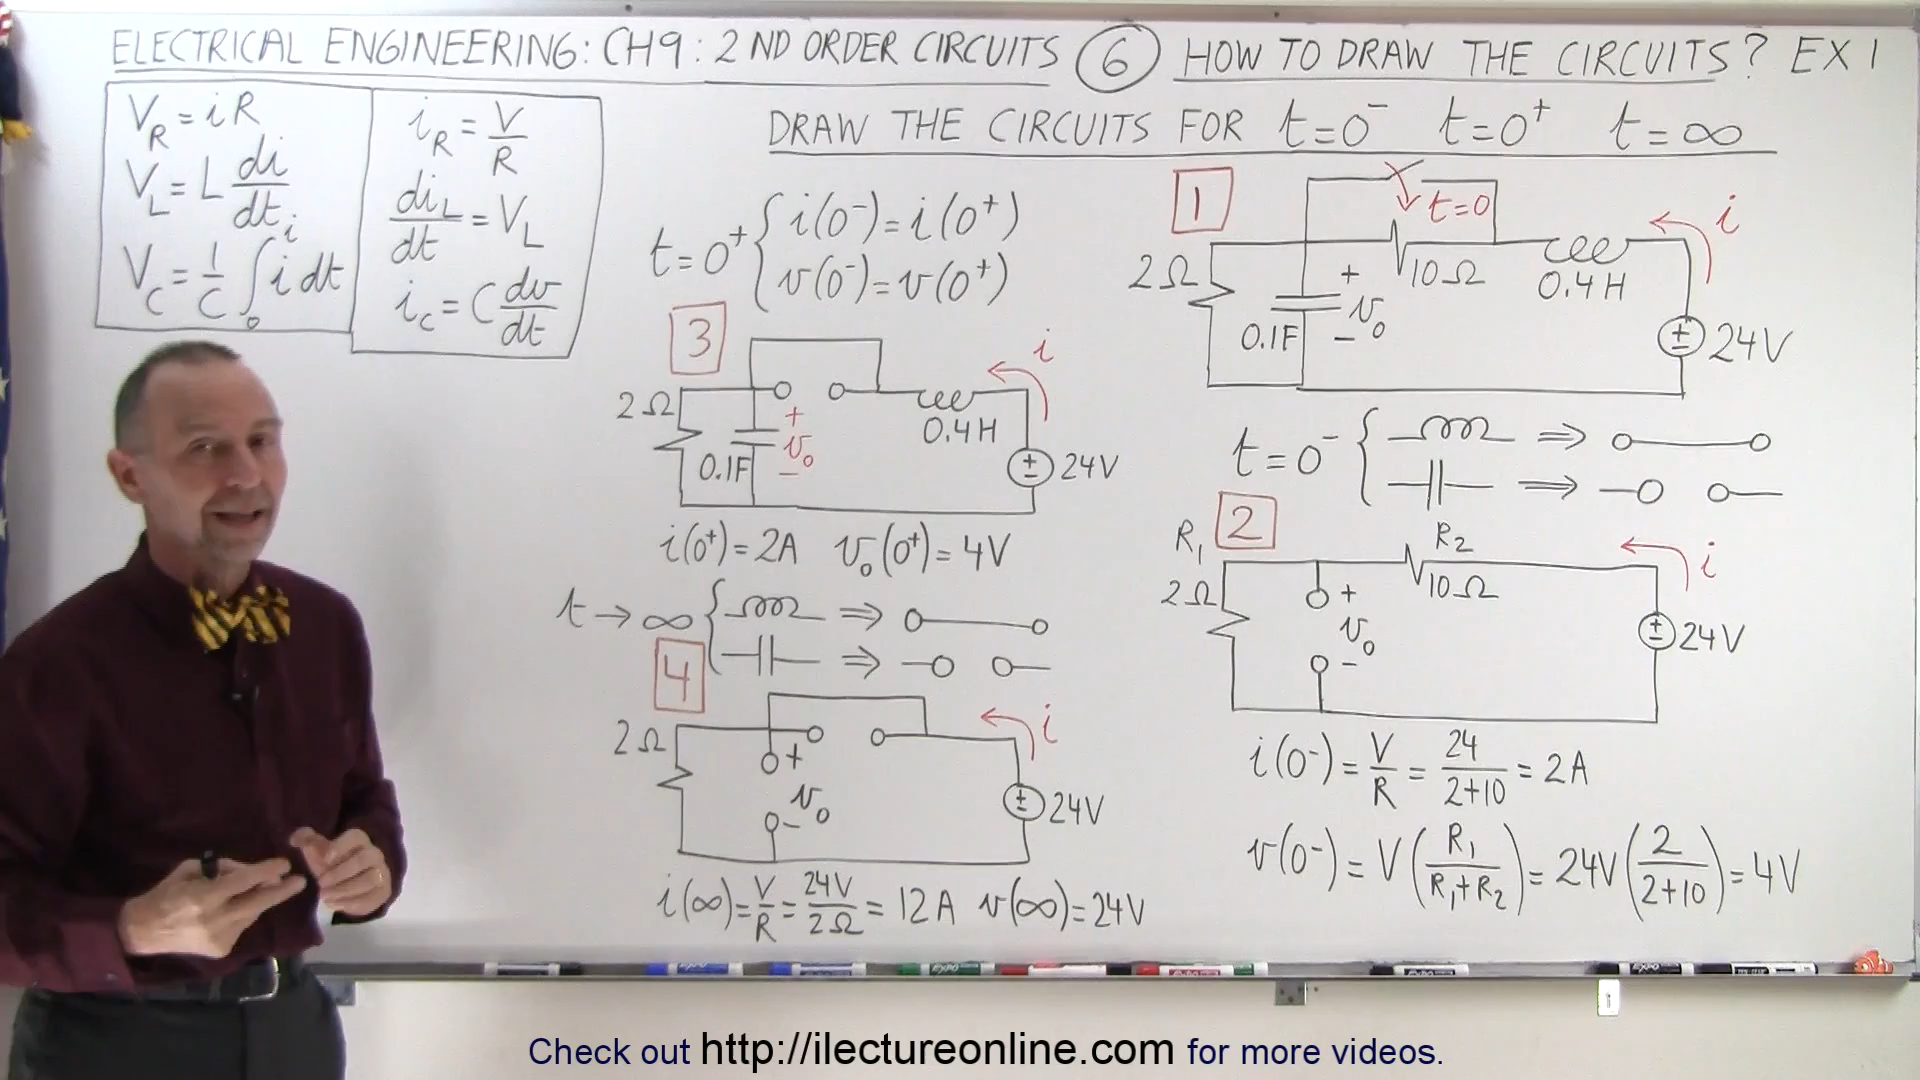 ELECTRICAL ENGINEERING: CH9: 2ND ORDER CIRCUITS 6 HOW TO DRAW THE CIRCUITS? EX 1
DRAW THE CIRCUITS FOR t=0⁻ t=0⁺ t=∞
V_R = iR
V_L = L di/dt
V_C = 1/C ∫₀ⁱ i dt
i_R = V/R
di_L/dt = V_L
i_C = C dv/dt
t=0⁺ { i(0⁻) = i(0⁺)
v(0⁻) = v(0⁺)
1
t=0
i
2Ω
10Ω
0.4H
+
v₀
-
0.1F
±
24V
t=0⁻ { ⇒
⇒
2
R₁
R₂
i
2Ω
10Ω
+
v₀
-
±
24V
i(0⁻) = V/R = 24/(2+10) = 2A
v(0⁻) = V(R₁/(R₁+R₂)) = 24V(2/(2+10)) = 4V
3
i
2Ω
+
v₀
-
0.4H
0.1F
±
24V
i(0⁺) = 2A v₀(0⁺) = 4V
t → ∞ { ⇒
⇒
4
i
2Ω
+
v₀
-
±
24V
i(∞) = V/R = 24V/2Ω = 12A v(∞) = 24V
EXPO
Check out http://ilectureonline.com for more videos.